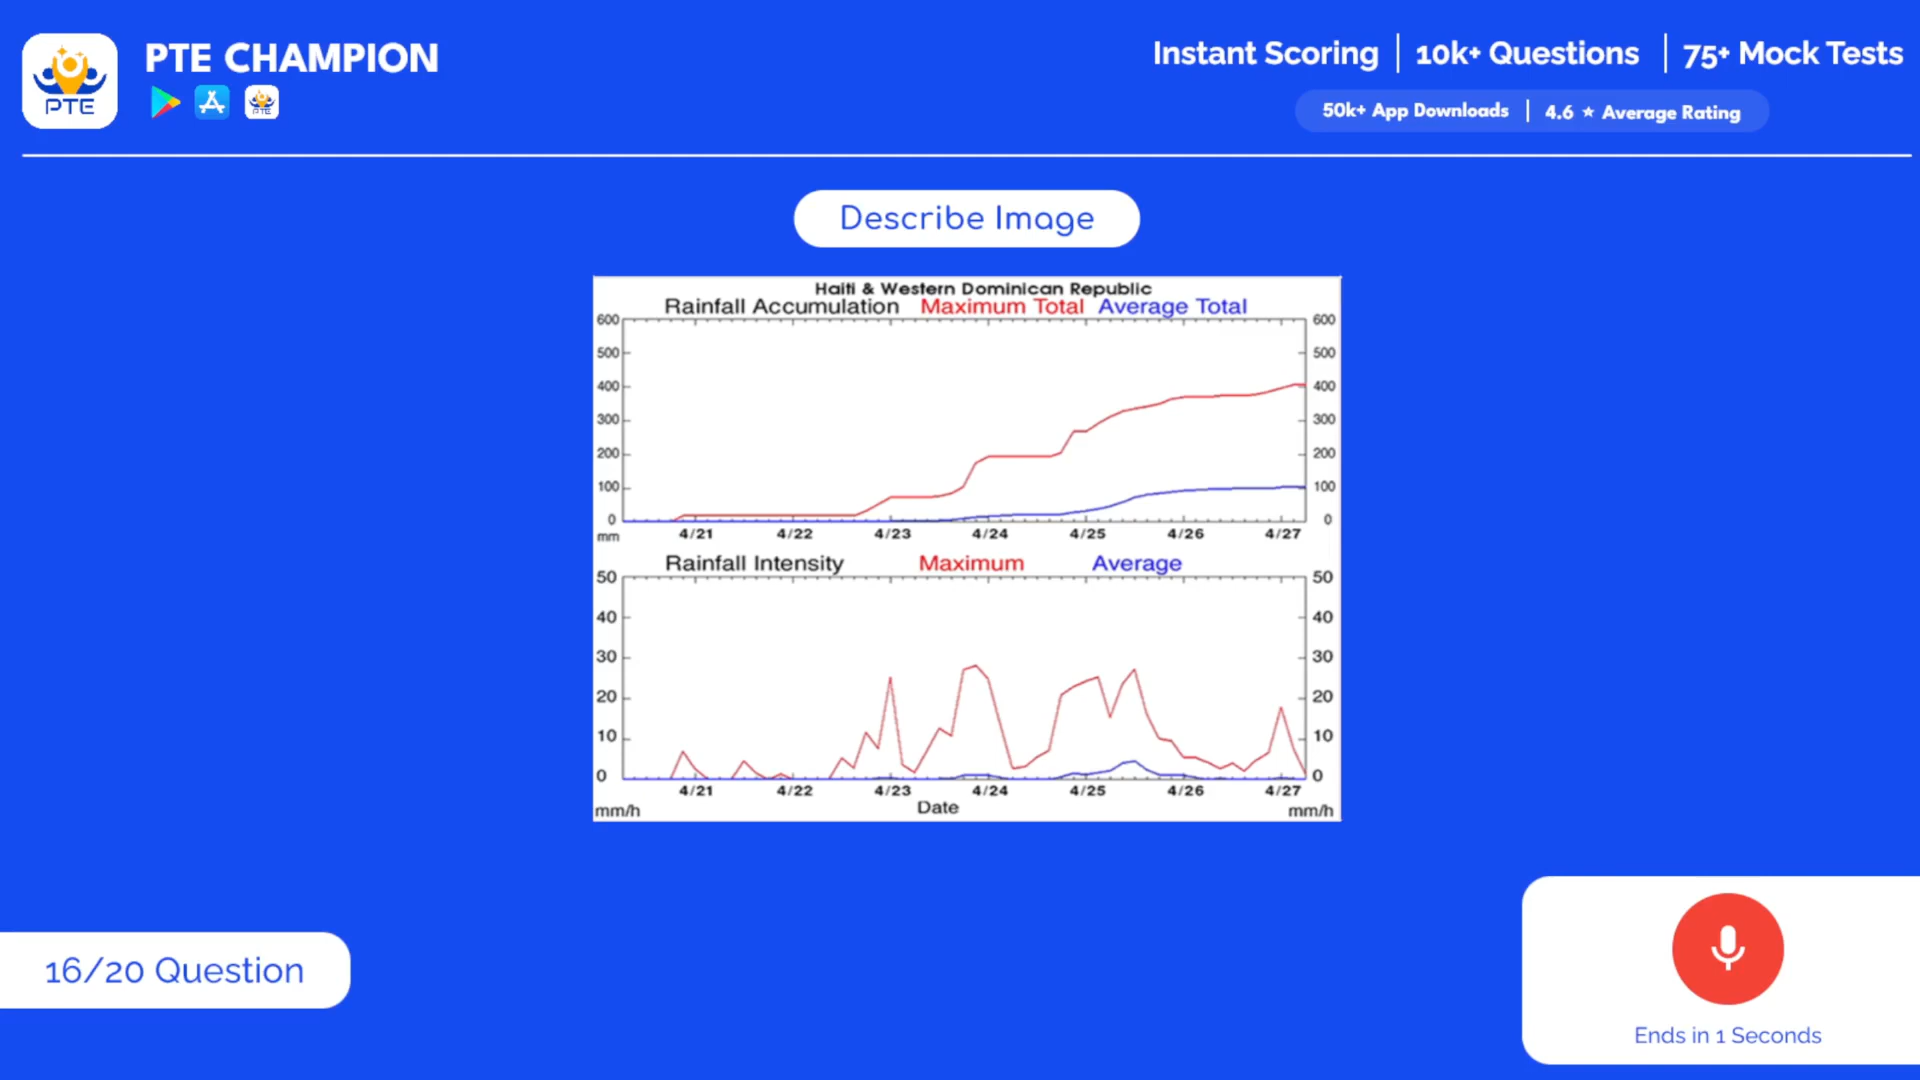 PTE CHAMPION
PTE
PTE
Instant Scoring | 10k+ Questions | 75+ Mock Tests
50k+ App Downloads | 4.6 ★ Average Rating
Describe Image
Haiti & Western Dominican Republic
Rainfall Accumulation Maximum Total Average Total
600 600
500 500
400 400
300 300
200 200
100 100
0 0
mm 4/21 4/22 4/23 4/24 4/25 4/26 4/27
Rainfall Intensity Maximum Average
50 50
40 40
30 30
20 20
10 10
0 0
4/21 4/22 4/23 4/24 4/25 4/26 4/27
mm/h Date mm/h
16/20 Question
Ends in 1 Seconds